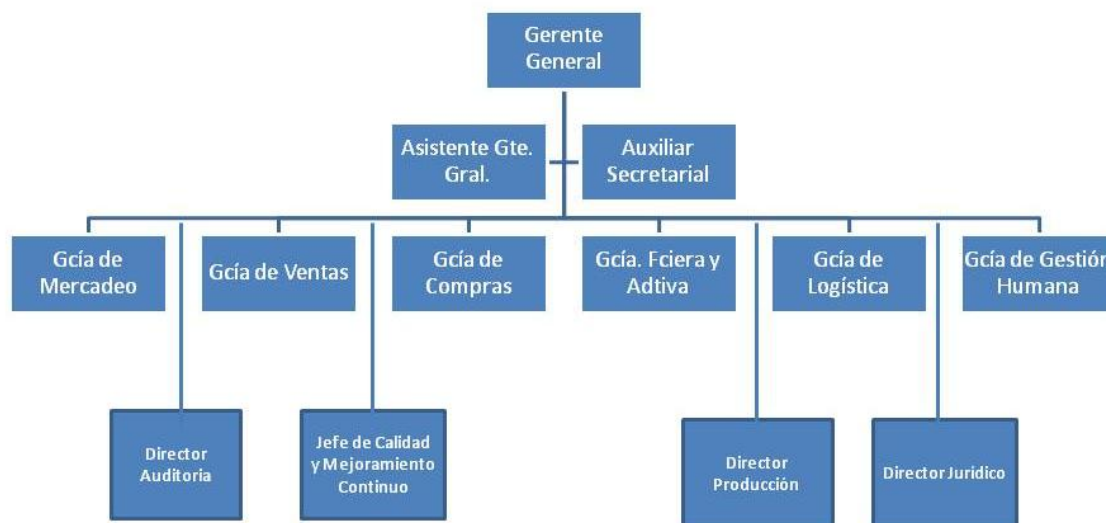 Gerente
General
Asistente Gte.
Gral.
Auxiliar
Secretarial
Gcía de
Mercadeo
Gcía de Ventas
Gcía de
Compras
Gcía. Fciera y
Adtiva
Gcía de
Logística
Gcía de Gestión
Humana
Director
Auditoria
Jefe de Calidad
y Mejoramiento
Continuo
Director
Producción
Director Jurídico